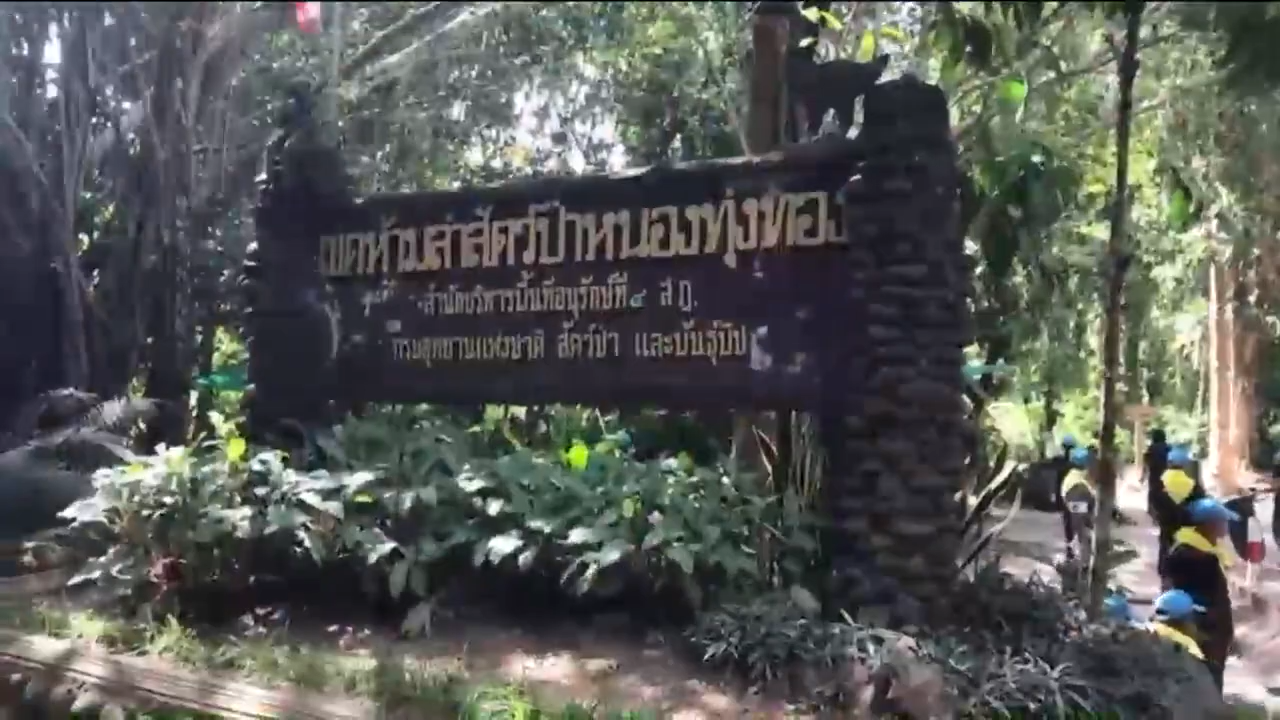 เขตห้ามล่าสัตว์ป่าหนองทุ่งทอง
สำนักบริหารพื้นที่อนุรักษ์ที่ ๔ ส.ฎ.
กรมอุทยานแห่งชาติ สัตว์ป่า และพันธุ์พืช